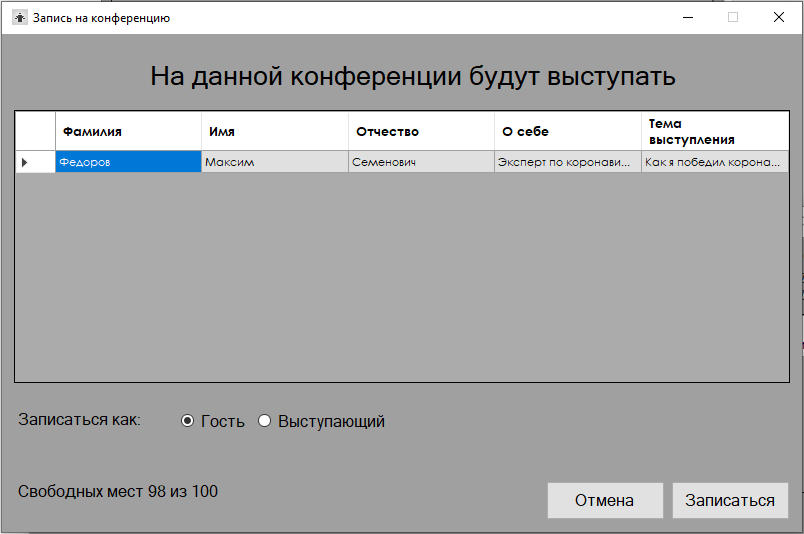 Запись на конференцию
На данной конференции будут выступать
Фамилия Имя Отчество О себе Тема выступления
Федоров Максим Семенович Эксперт по коронави... Как я победил корона...
Записаться как: Гость Выступающий
Свободных мест 98 из 100
Отмена Записаться